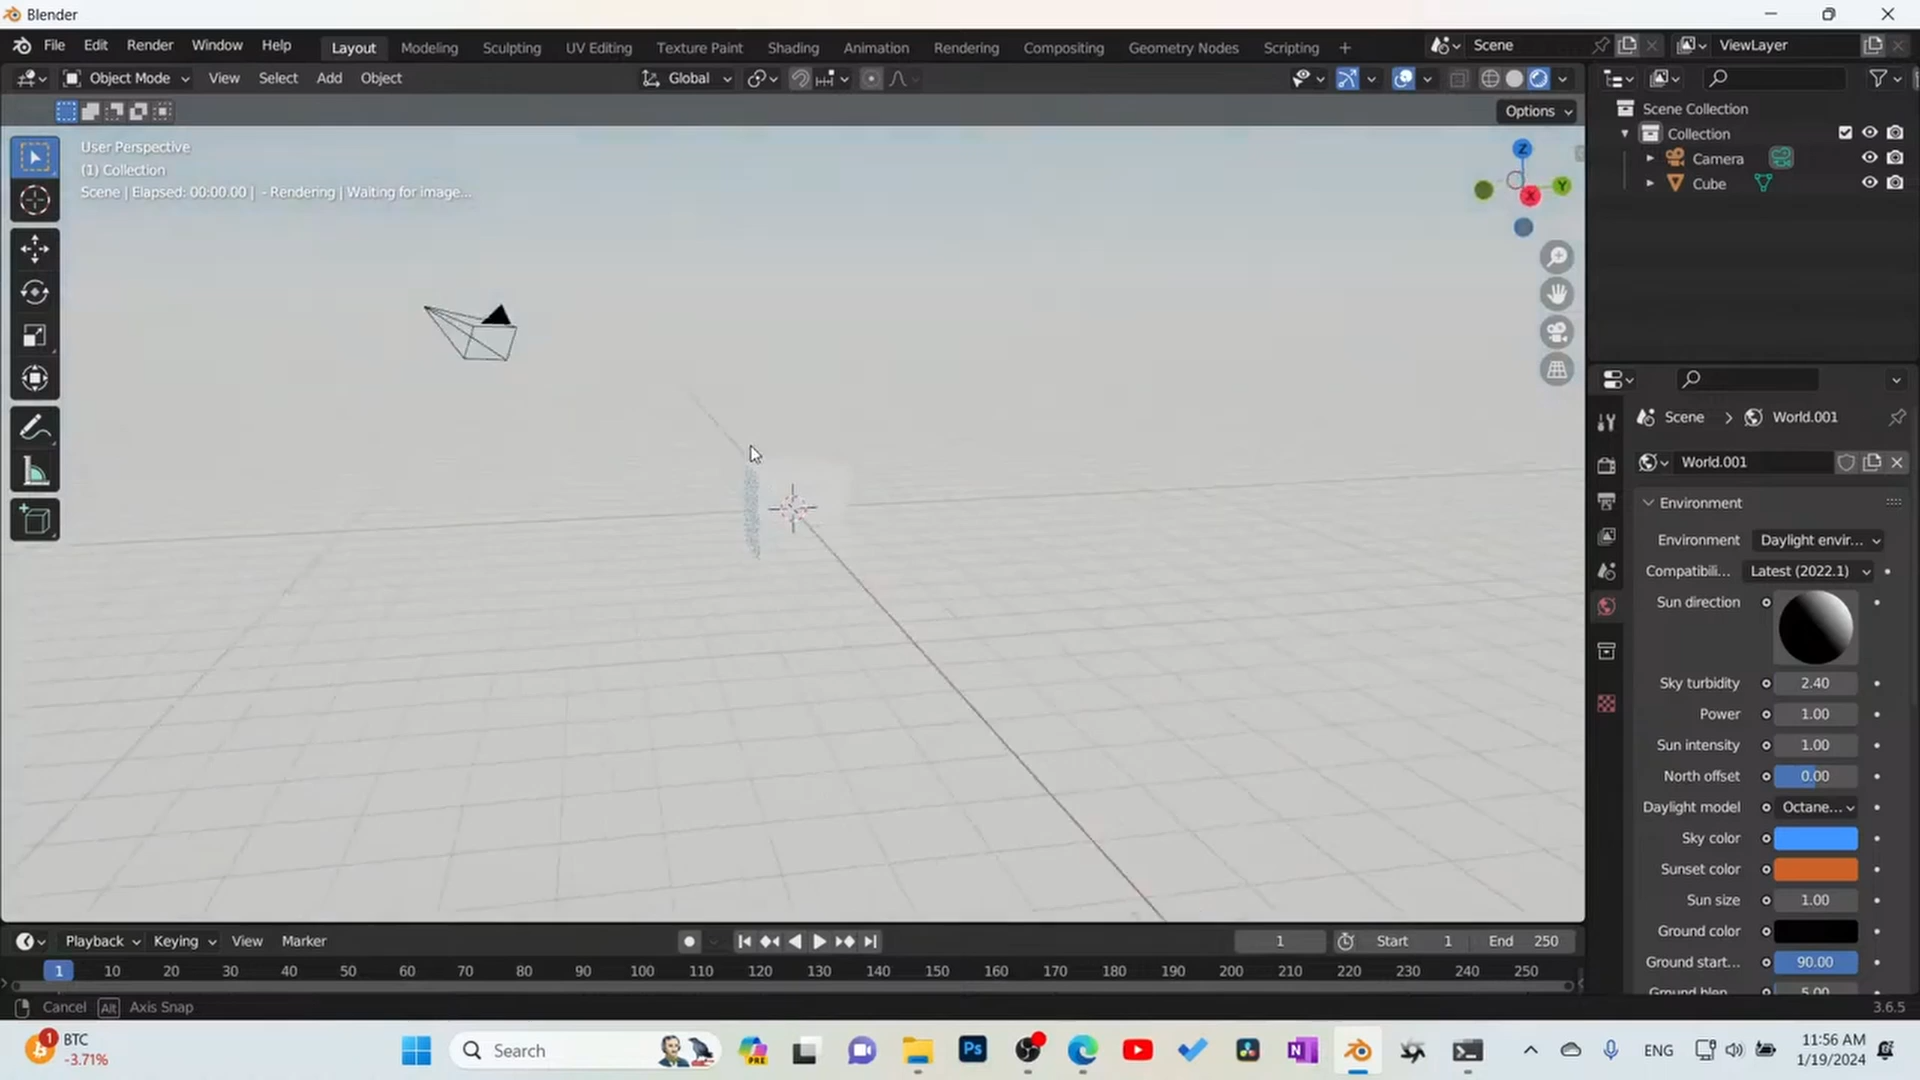 Blender
File Edit Render Window Help Layout Modeling Sculpting UV Editing Texture Paint Shading Animation Rendering Compositing Geometry Nodes Scripting + Scene ViewLayer
Object Mode View Select Add Object Global
Options
User Perspective
(1) Collection
Scene | Elapsed: 00:00.00 | - Rendering | Waiting for image...
Z
Y
X
Scene Collection
Collection
Camera
Cube
Scene > World.001
World.001
Environment
Environment Daylight envir...
Compatibili... Latest (2022.1)
Sun direction
Sky turbidity 2.40
Power 1.00
Sun intensity 1.00
North offset 0.00
Daylight model Octane...
Sky color
Sunset color
Sun size 1.00
Ground color
Ground start... 90.00
Ground blen... 5.00
Playback Keying View Marker 1 Start 1 End 250
1 10 20 30 40 50 60 70 80 90 100 110 120 130 140 150 160 170 180 190 200 210 220 230 240 250
Cancel Alt Axis Snap 3.6.5
1 BTC
-3.71%
Search
PRE
Ps
N
ENG
11:56 AM
1/19/2024